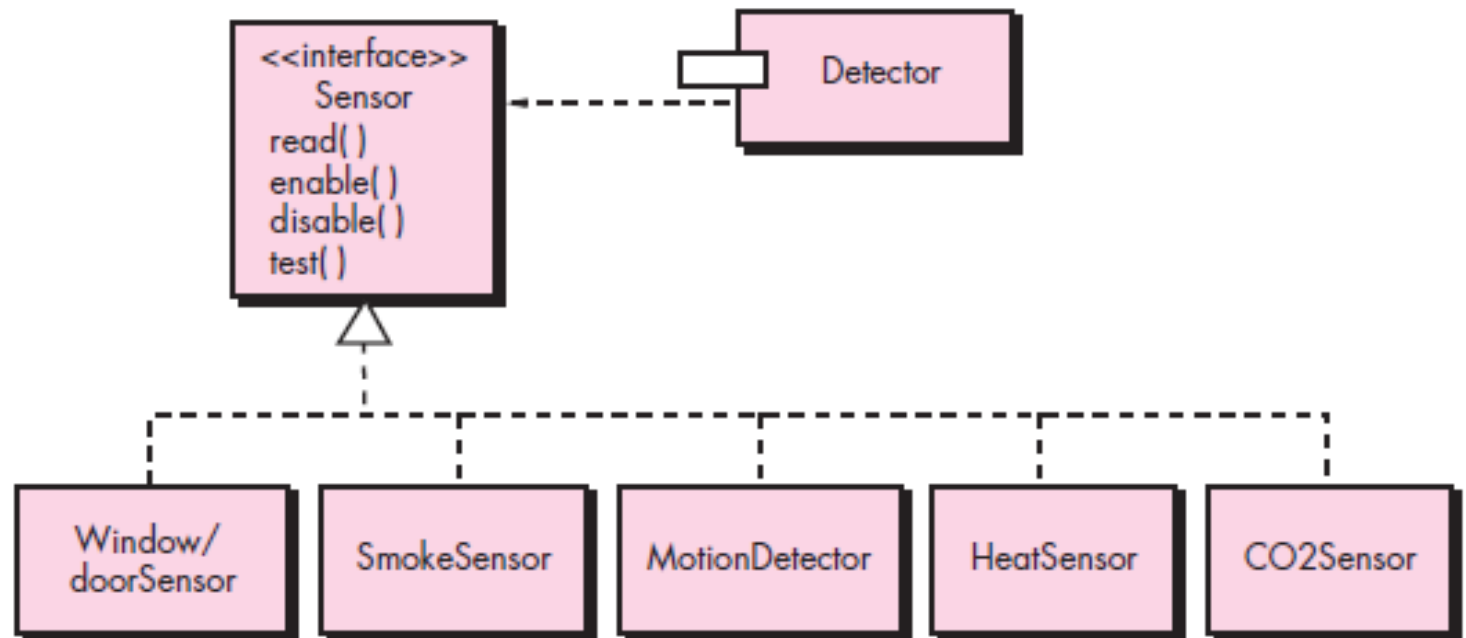 <<interface>>
Sensor
read( )
enable( )
disable( )
test( )
Detector
Window/
doorSensor
SmokeSensor
MotionDetector
HeatSensor
CO2Sensor